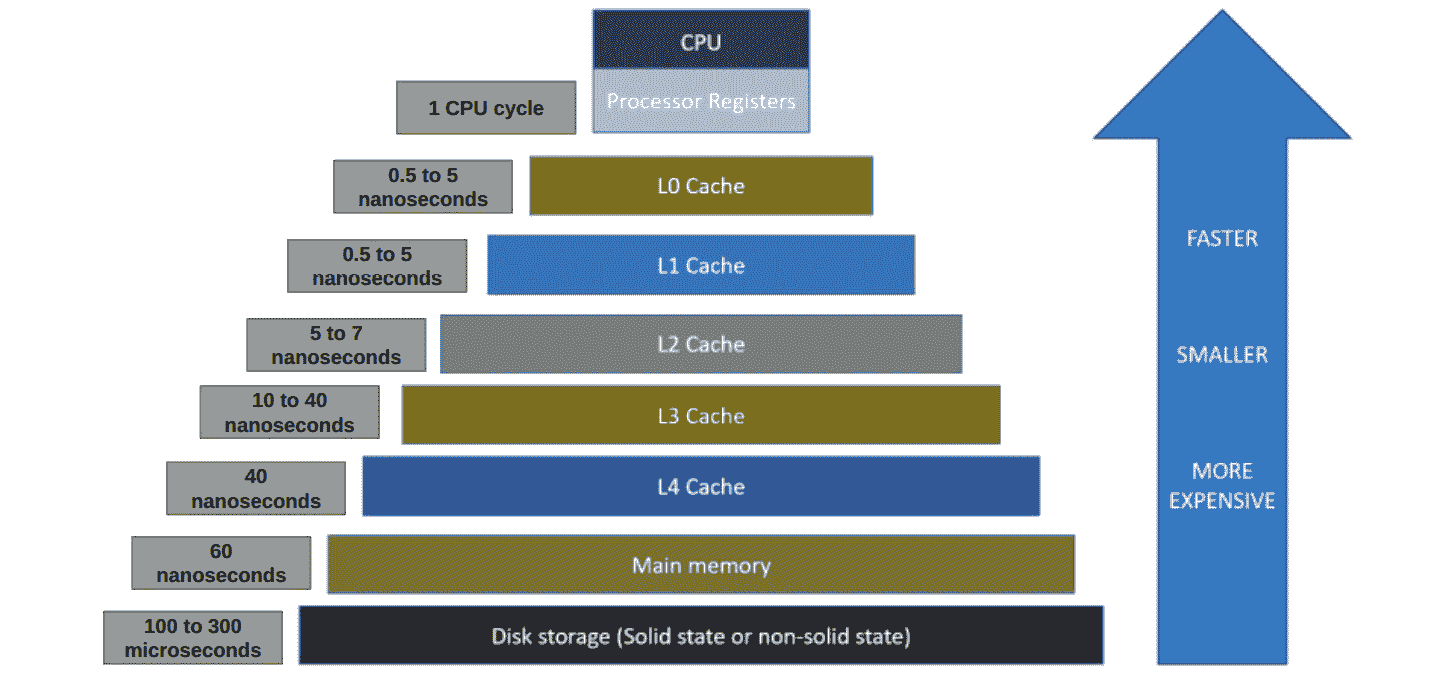 CPU
Processor Registers
1 CPU cycle
0.5 to 5
nanoseconds
L0 Cache
0.5 to 5
nanoseconds
L1 Cache
5 to 7
nanoseconds
L2 Cache
10 to 40
nanoseconds
L3 Cache
40
nanoseconds
L4 Cache
60
nanoseconds
Main memory
100 to 300
microseconds
Disk storage (Solid state or non-solid state)
FASTER
SMALLER
MORE
EXPENSIVE